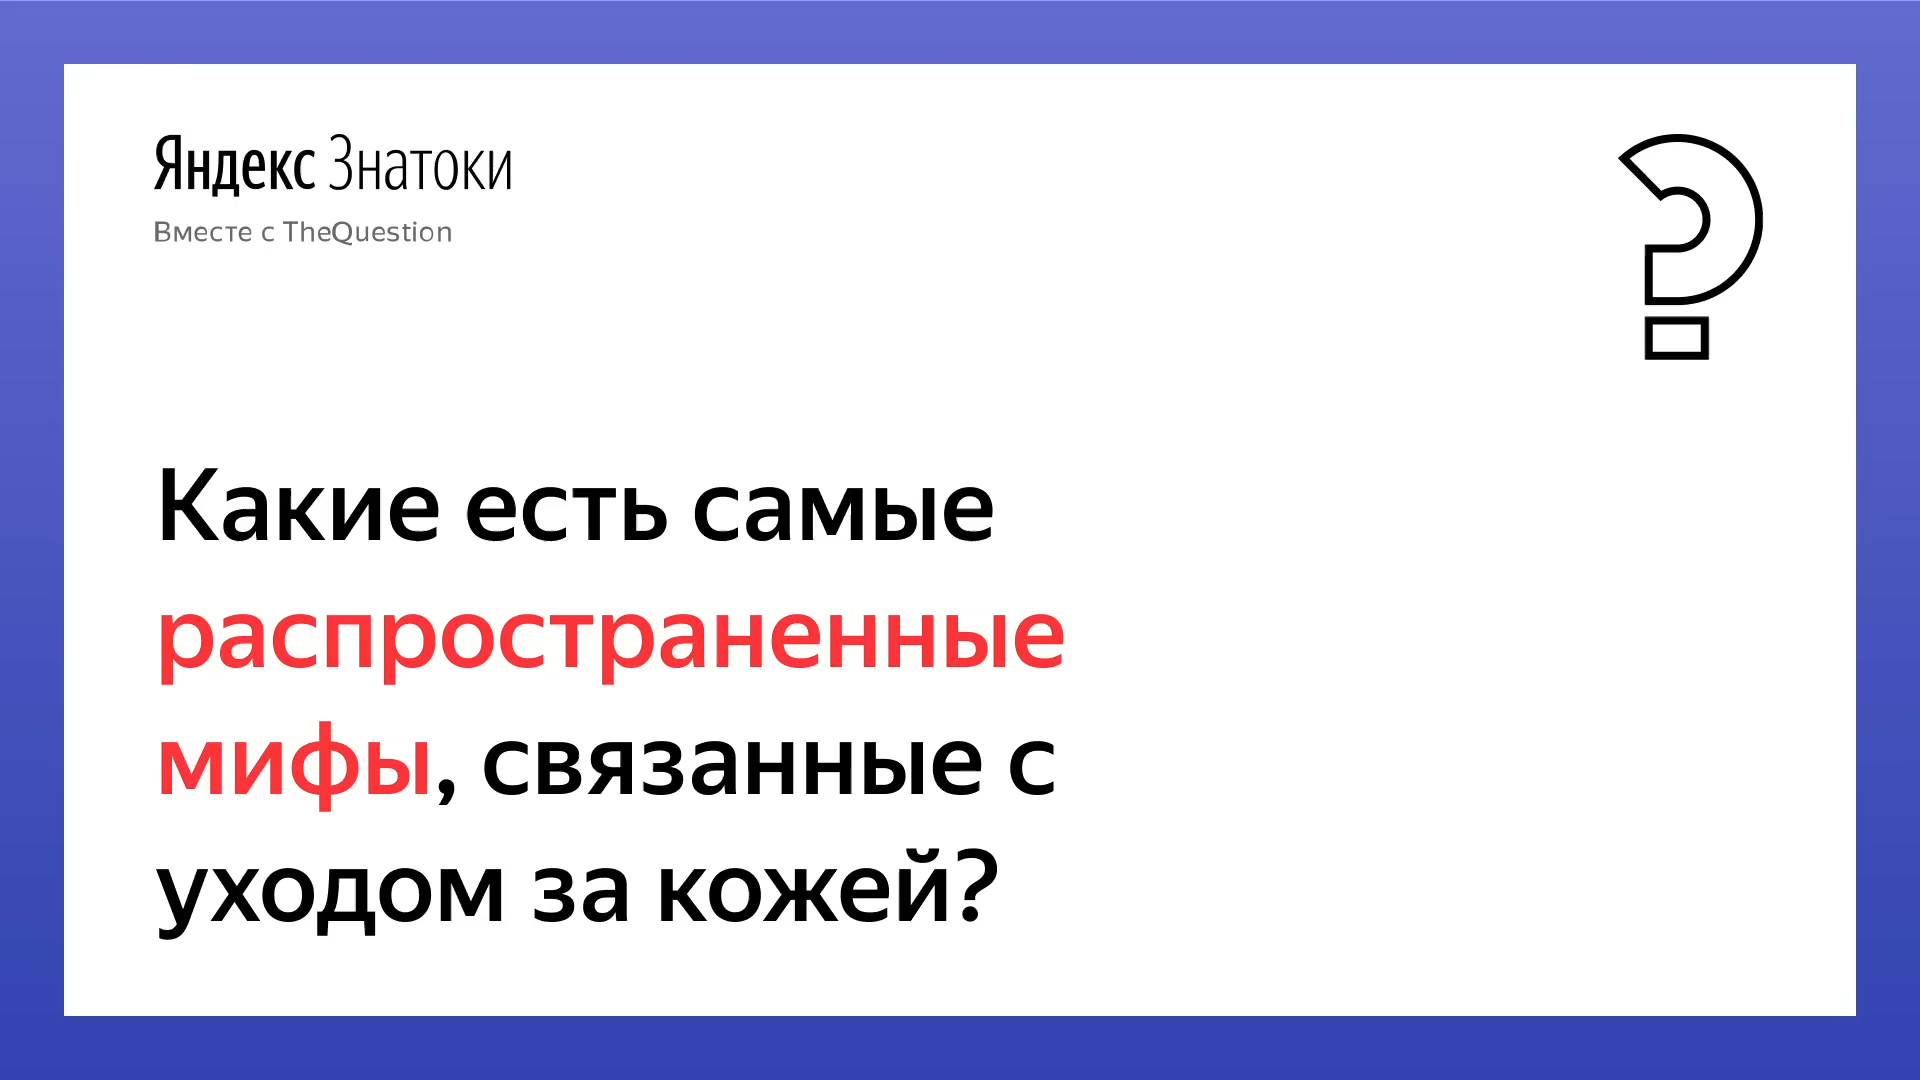 Яндекс Знатоки
Вместе с TheQuestion
Какие есть самые
распространенные
мифы, связанные с
уходом за кожей?